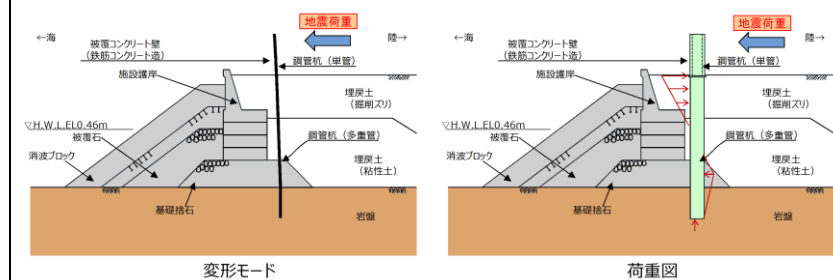 地震荷重
←海
陸→
被覆コンクリート壁
(鉄筋コンクリート造)
鋼管杭(単管)
施設護岸
埋戻土
(掘削ズリ)
▽H.W.L.EL0.46m
被覆石
鋼管杭(多重管)
消波ブロック
埋戻土
(粘性土)
基礎捨石
岩盤
変形モード
地震荷重
←海
陸→
被覆コンクリート壁
(鉄筋コンクリート造)
鋼管杭(単管)
施設護岸
埋戻土
(掘削ズリ)
▽H.W.L.EL0.46m
被覆石
鋼管杭(多重管)
消波ブロック
埋戻土
(粘性土)
基礎捨石
岩盤
荷重図